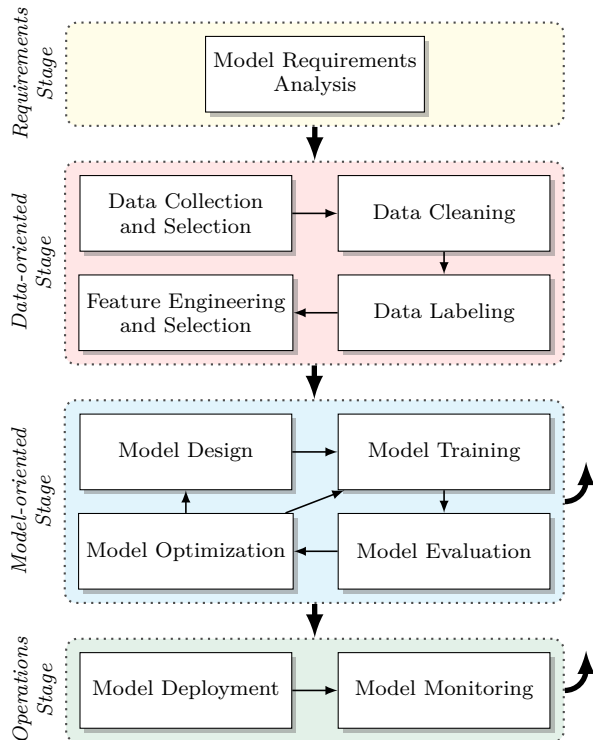 Requirements
Stage
Model Requirements
Analysis
Data-oriented
Stage
Data Collection
and Selection
Data Cleaning
Feature Engineering
and Selection
Data Labeling
Model-oriented
Stage
Model Design
Model Training
Model Optimization
Model Evaluation
Operations
Stage
Model Deployment
Model Monitoring